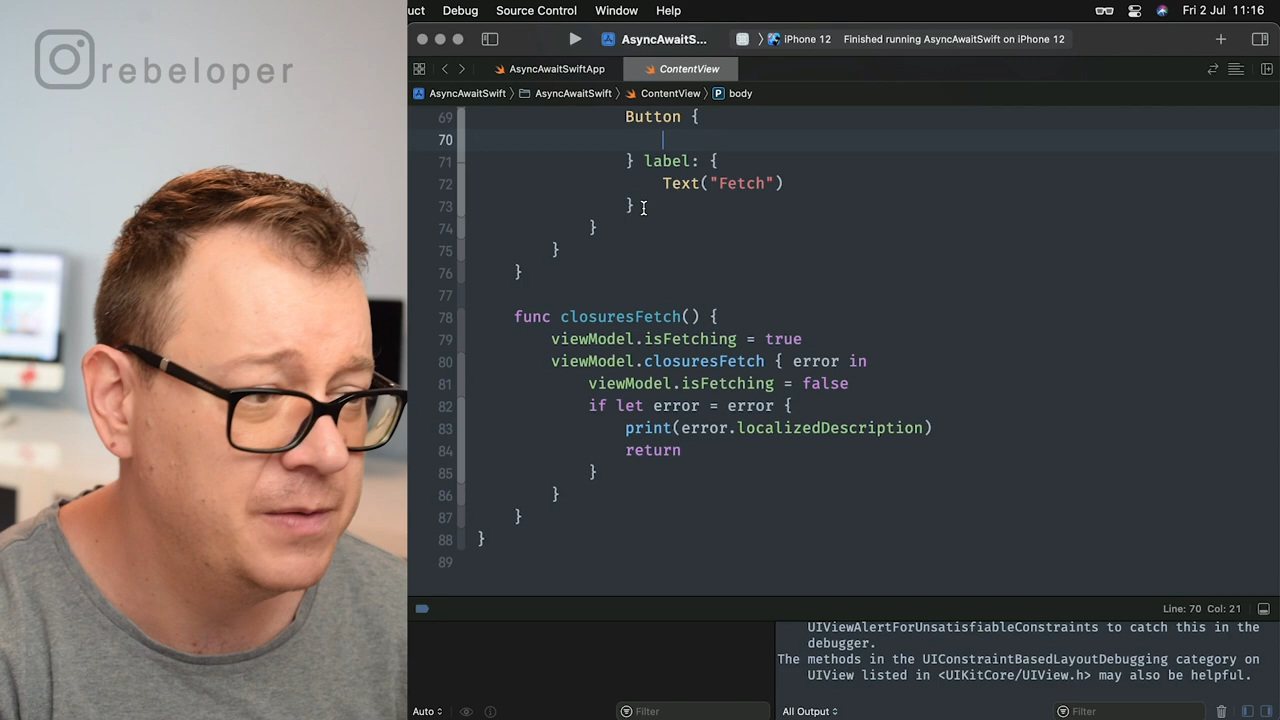 rebeloper
uct Debug Source Control Window Help Fri 2 Jul 11:16
AsyncAwaitS... iPhone 12 Finished running AsyncAwaitSwift on iPhone 12
AsyncAwaitSwiftApp ContentView
AsyncAwaitSwift AsyncAwaitSwift ContentView P body
69 Button {
70
71 } label: {
72 Text("Fetch")
73 }
74 }
75 }
76 }
77
78 func closuresFetch() {
79 viewModel.isFetching = true
80 viewModel.closuresFetch { error in
81 viewModel.isFetching = false
82 if let error = error {
83 print(error.localizedDescription)
84 return
85 }
86 }
87 }
88 }
89
Line: 70 Col: 21
UIViewAlertForUnsatisfiableConstraints to catch this in the
debugger.
The methods in the UIConstraintBasedLayoutDebugging category on
UIView listed in <UIKitCore/UIView.h> may also be helpful.
Auto Filter All Output Filter